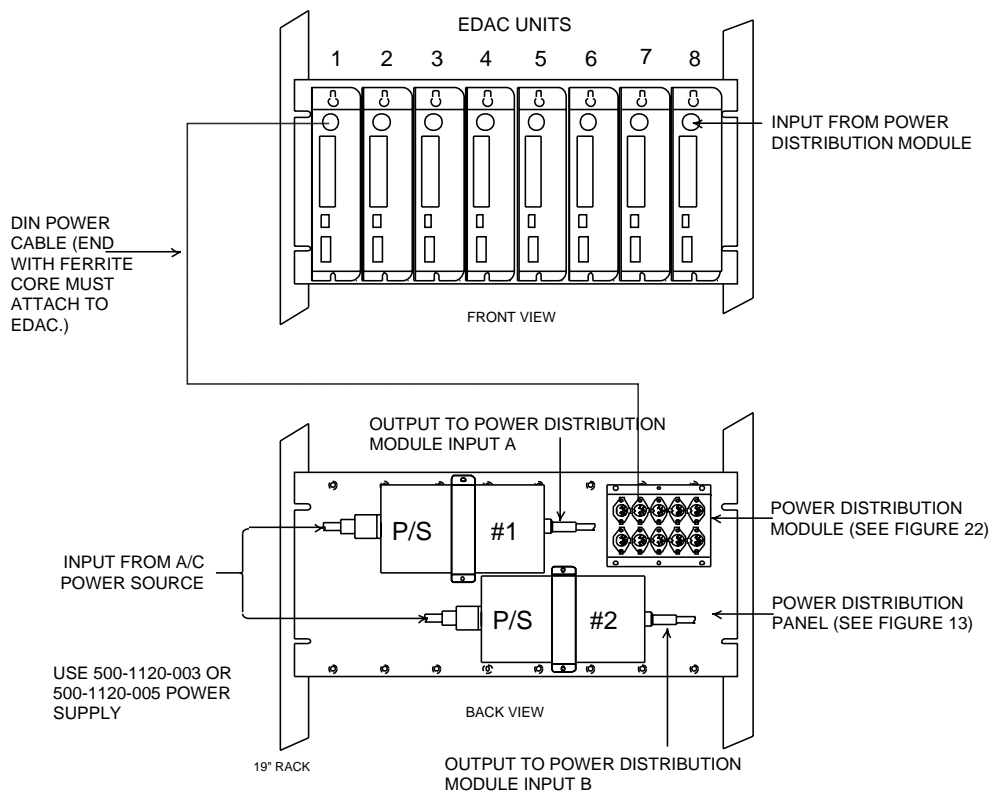 EDAC UNITS
1 2 3 4 5 6 7 8
INPUT FROM POWER
DISTRIBUTION MODULE
DIN POWER
CABLE (END
WITH FERRITE
CORE MUST
ATTACH TO
EDAC.)
FRONT VIEW
OUTPUT TO POWER DISTRIBUTION
MODULE INPUT A
P/S #1
POWER DISTRIBUTION
MODULE (SEE FIGURE 22)
INPUT FROM A/C
POWER SOURCE
P/S #2
POWER DISTRIBUTION
PANEL (SEE FIGURE 13)
USE 500-1120-003 OR
500-1120-005 POWER
SUPPLY
BACK VIEW
19" RACK
OUTPUT TO POWER DISTRIBUTION
MODULE INPUT B